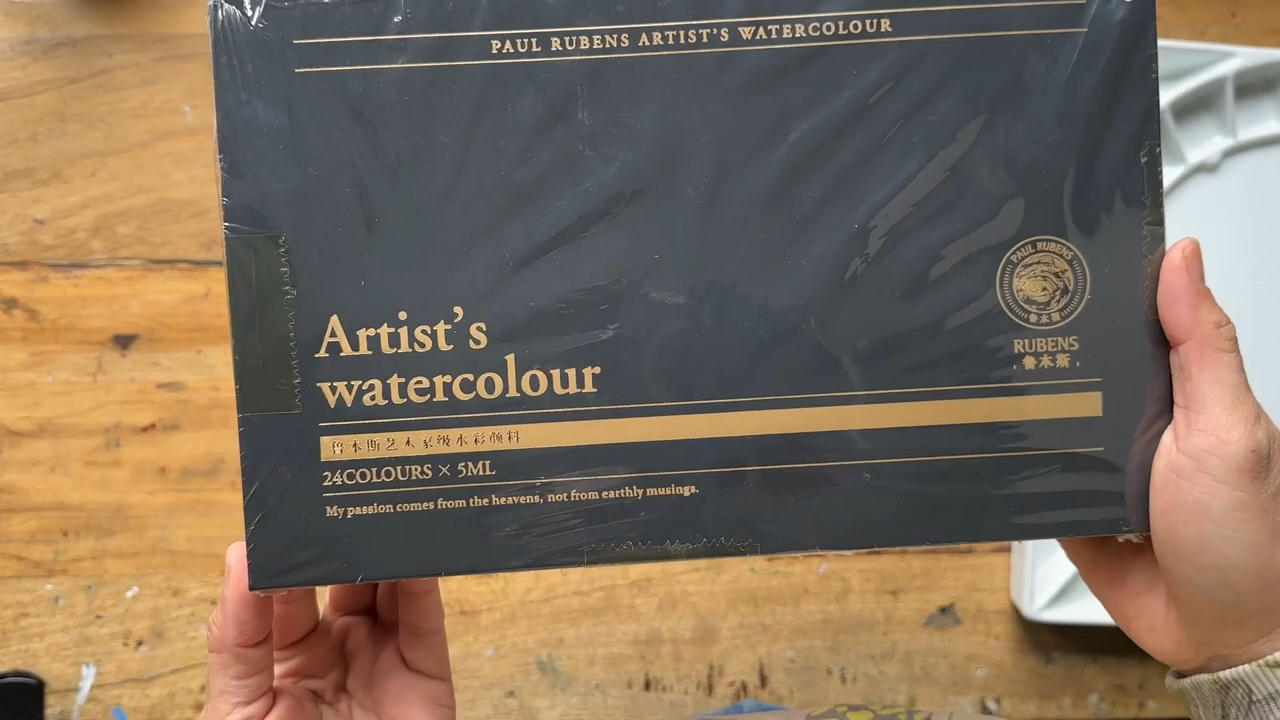 PAUL RUBENS ARTIST'S WATERCOLOUR
PAUL RUBENS
鲁本斯
RUBENS
鲁本斯
Artist's
watercolour
鲁本斯艺术家级水彩颜料
24COLOURS × 5ML
My passion comes from the heavens, not from earthly musings.